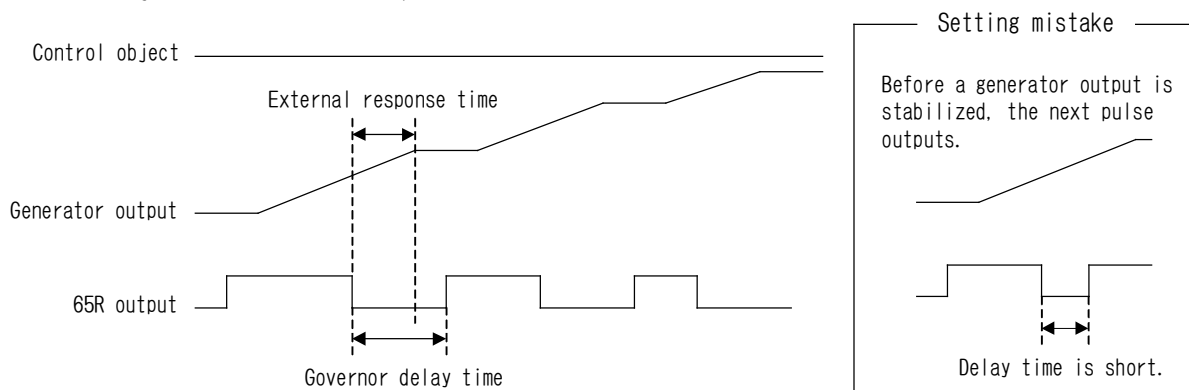 Control object
External response time
Generator output
65R output
Governor delay time
Setting mistake
Before a generator output is
stabilized, the next pulse
outputs.
Delay time is short.